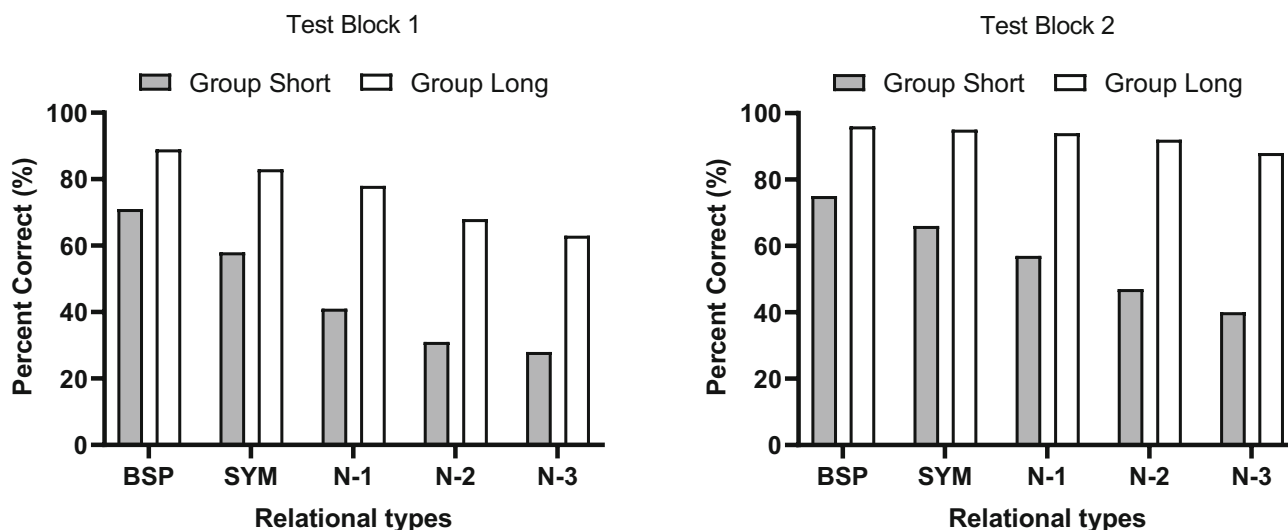 Test Block 1
Group Short Group Long
Percent Correct (%)
100
80
60
40
20
0
BSP SYM N-1 N-2 N-3
Relational types
Test Block 2
Group Short Group Long
Percent Correct (%)
100
80
60
40
20
0
BSP SYM N-1 N-2 N-3
Relational types